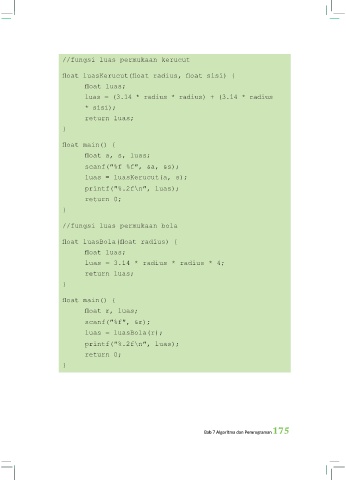 //fungsi luas permukaan kerucut
float luasKerucut(float radius, float sisi) {
float luas;
luas = (3.14 * radius * radius) + (3.14 * radius
* sisi);
return luas;
}
float main() {
float a, s, luas;
scanf("%f %f", &a, &s);
luas = luasKerucut(a, s);
printf("%.2f\n", luas);
return 0;
}
//fungsi luas permukaan bola
float luasBola(float radius) {
float luas;
luas = 3.14 * radius * radius * 4;
return luas;
}
float main() {
float r, luas;
scanf("%f", &r);
luas = luasBola(r);
printf("%.2f\n", luas);
return 0;
}
Bab 7 Algoritma dan Pemrograman 175